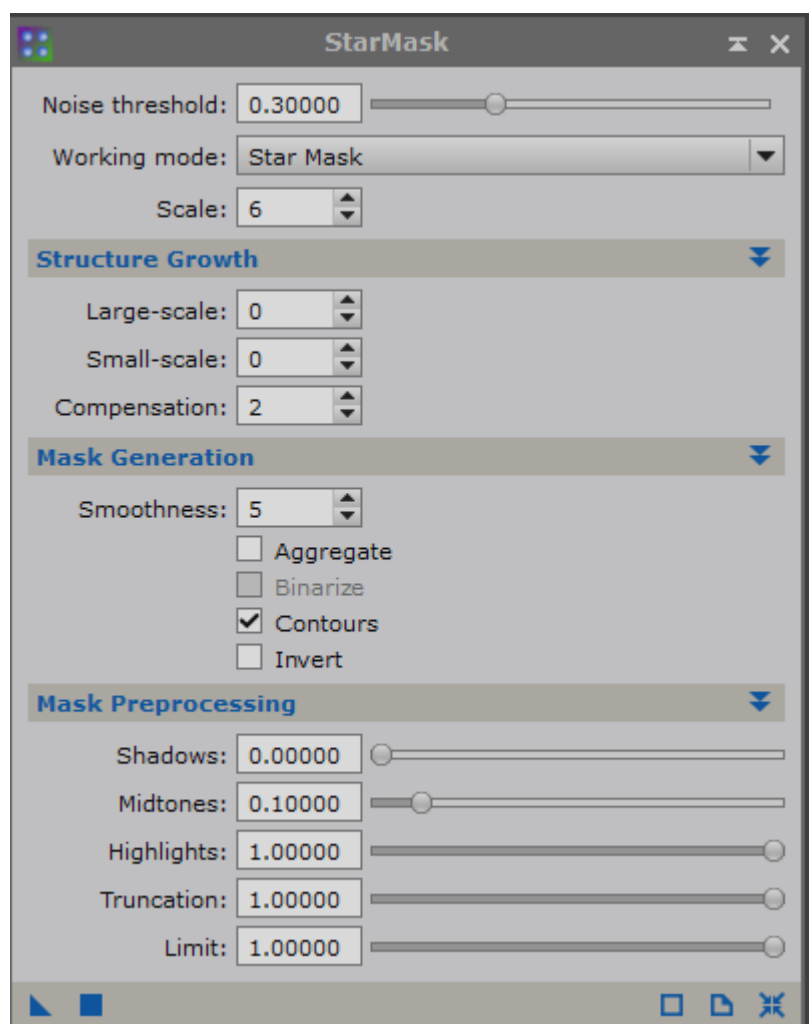 StarMask
Noise threshold: 0.30000
Working mode: Star Mask
Scale: 6
Structure Growth
Large-scale: 0
Small-scale: 0
Compensation: 2
Mask Generation
Smoothness: 5
Aggregate
Binarize
Contours
Invert
Mask Preprocessing
Shadows: 0.00000
Midtones: 0.10000
Highlights: 1.00000
Truncation: 1.00000
Limit: 1.00000